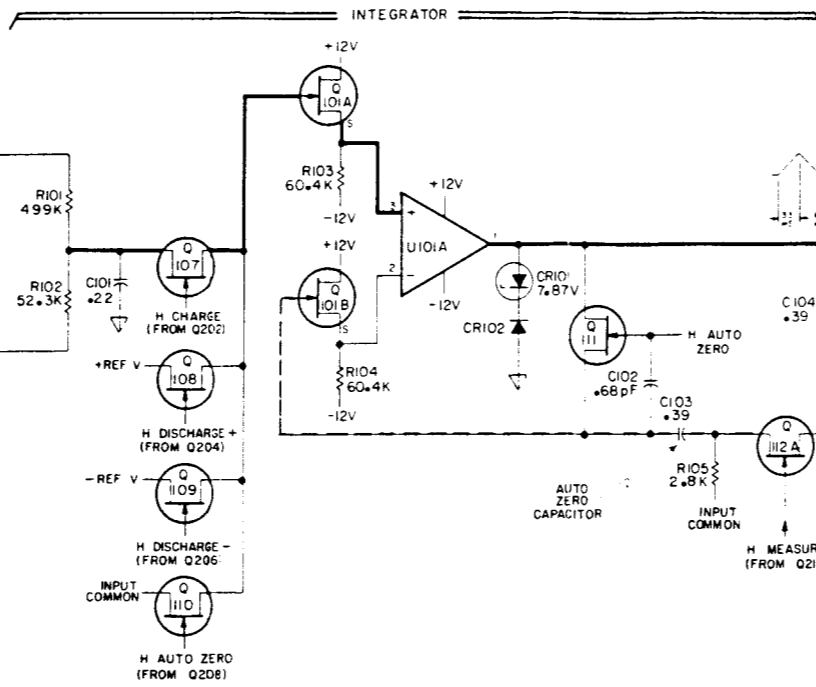 INTEGRATOR
+12V
Q
101A
S
R103
60.4K
-12V
R101
499K
R102
52.3K
C101
.22
Q
107
H CHARGE
(FROM Q202)
+REF V
Q
108
H DISCHARGE +
(FROM Q204)
-REF V
Q
109
H DISCHARGE -
(FROM Q206
INPUT
COMMON
Q
110
H AUTO ZERO
(FROM Q208)
+12V
Q
101B
S
R104
60.4K
-12V
3
+
2
-
U101A
1
+12V
-12V
CR101
7.87V
CR102
Q
111
H AUTO
ZERO
C102
.68pF
C103
.39
C104
.39
AUTO
ZERO
CAPACITOR
R105
2.8K
INPUT
COMMON
Q
112A
H MEASUR
(FROM Q21